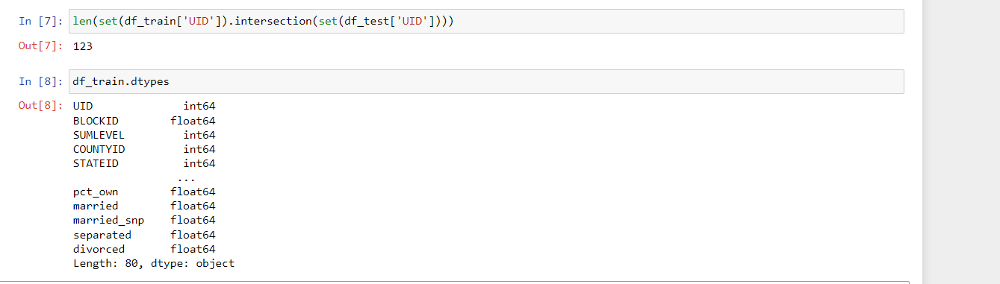 In [7]: len(set(df_train['UID']).intersection(set(df_test['UID'])))
Out[7]: 123
In [8]: df_train.dtypes
Out[8]: UID int64
BLOCKID float64
SUMLEVEL int64
COUNTYID int64
STATEID int64
...
pct_own float64
married float64
married_snp float64
separated float64
divorced float64
Length: 80, dtype: object